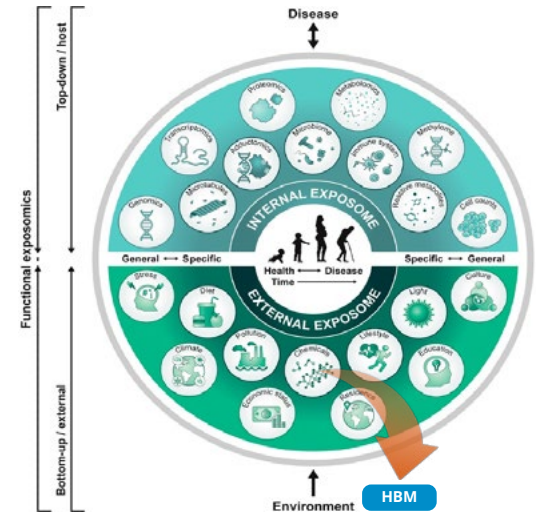 Disease
Functional exposomics
Top-down / host
Bottom-up / external
Proteomics
Metabolomics
Transcriptomics
Adductomics
Microbiome
Immune system
Methylome
Genomics
Microtubules
Reactive metabolites
Cell counts
INTERNAL EXPOSOME
General ↔ Specific
Specific ↔ General
Health ↔ Disease
Time →
EXTERNAL EXPOSOME
Stress
Diet
Light
Culture
Climate
Pollution
Chemicals
Lifestyle
Education
Economic status
Residence
HBM
Environment